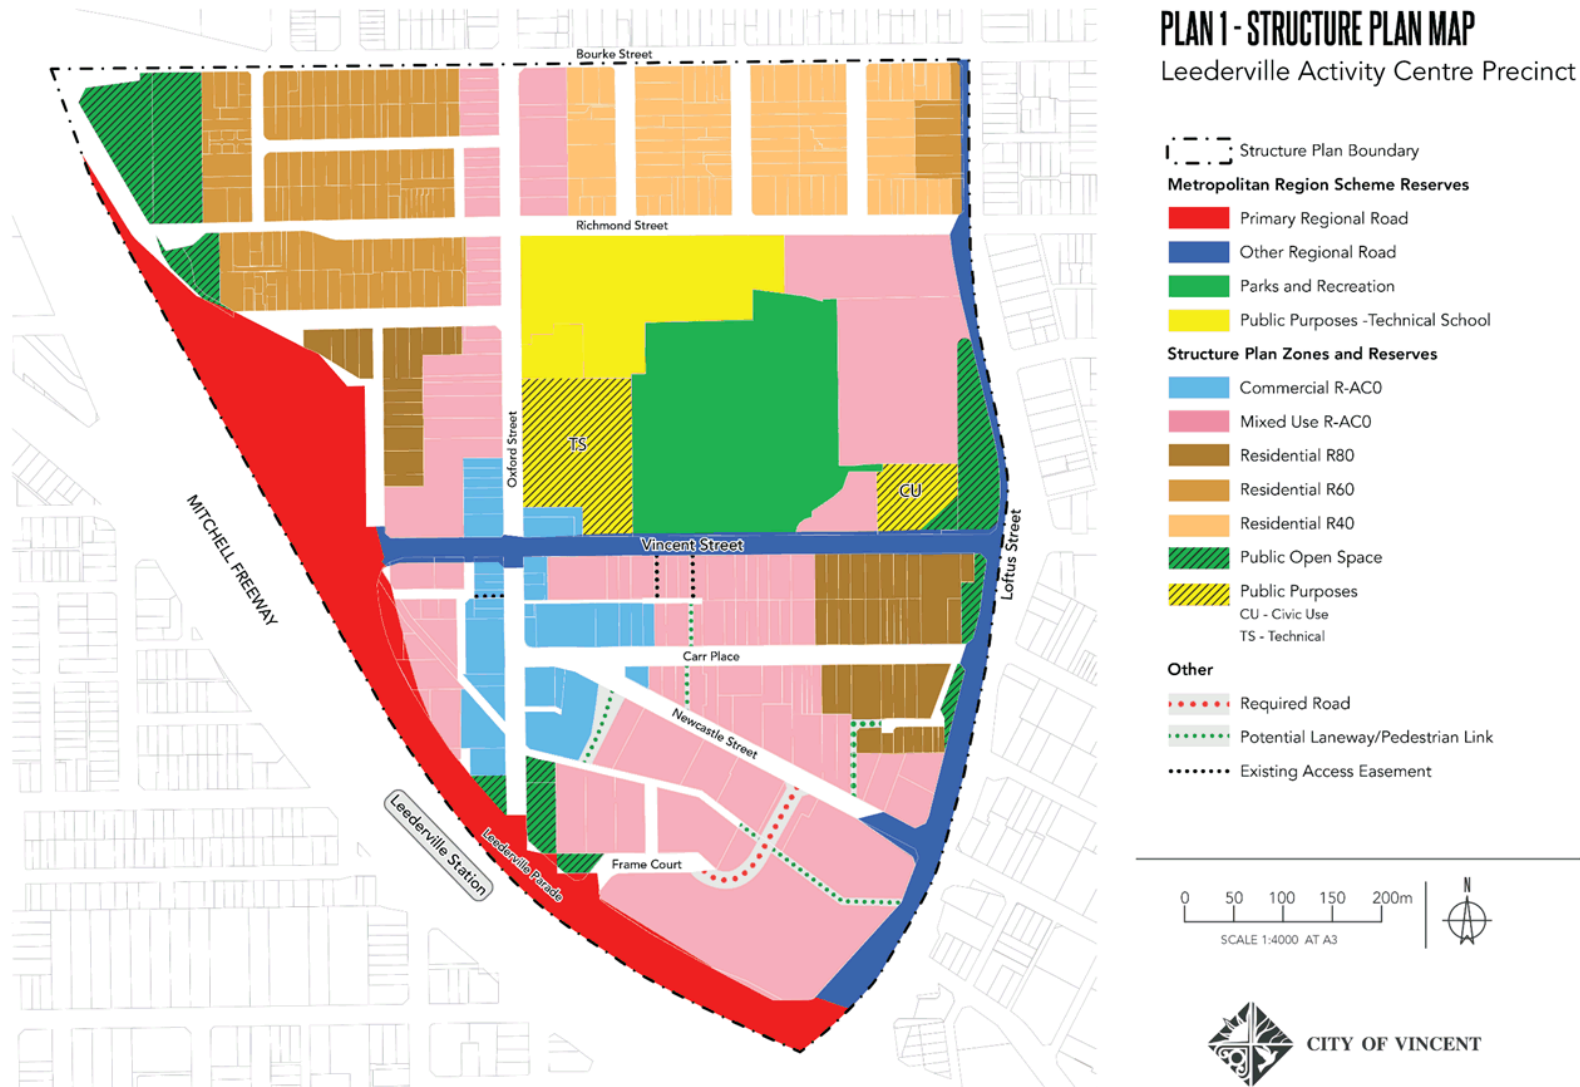 PLAN 1 - STRUCTURE PLAN MAP
Leederville Activity Centre Precinct
Bourke Street
Richmond Street
Oxford Street
TS
CU
MITCHELL FREEWAY
Vincent Street
Loftus Street
Carr Place
Newcastle Street
Leederville Station
Leederville Parade
Frame Court
Structure Plan Boundary
Metropolitan Region Scheme Reserves
Primary Regional Road
Other Regional Road
Parks and Recreation
Public Purposes -Technical School
Structure Plan Zones and Reserves
Commercial R-AC0
Mixed Use R-AC0
Residential R80
Residential R60
Residential R40
Public Open Space
Public Purposes
CU - Civic Use
TS - Technical
Other
Required Road
Potential Laneway/Pedestrian Link
Existing Access Easement
0 50 100 150 200m
SCALE 1:4000 AT A3
N
CITY OF VINCENT